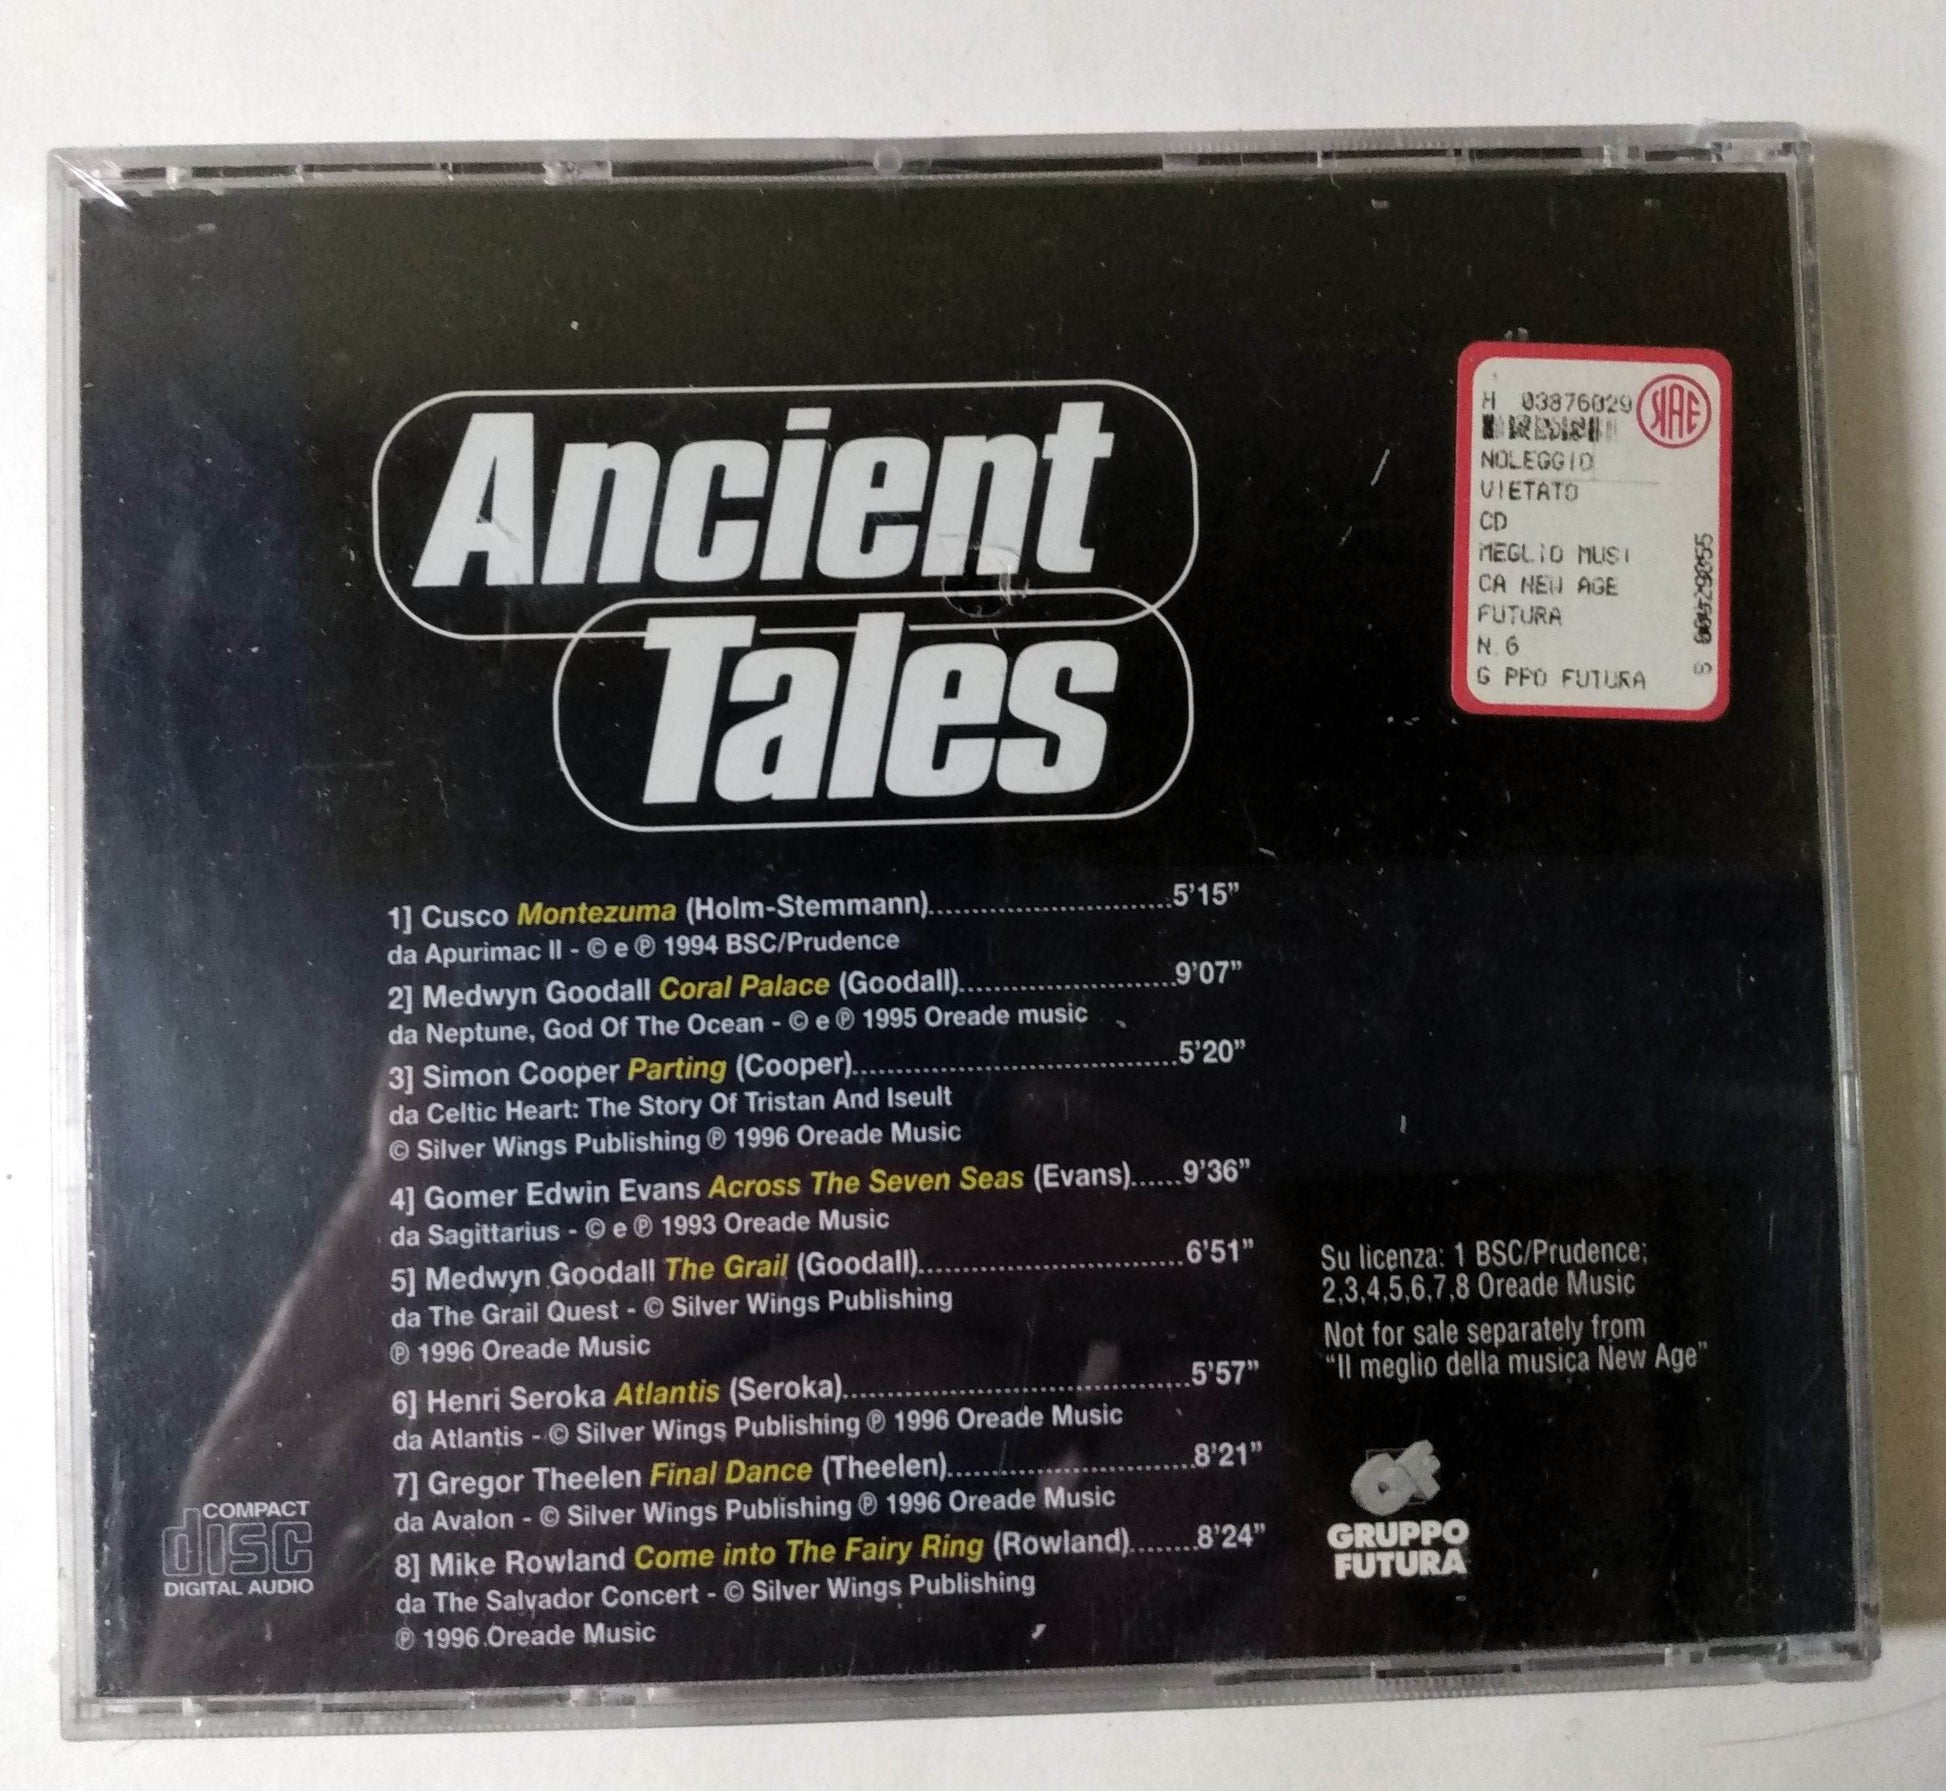 Ancient
Tales
H 03876029
NOLEGGIO
VIETATO
CD
MEGLIO MUSI
CA NEW AGE
FUTURA
N.6
G PPO FUTURA
1] Cusco Montezuma (Holm-Stemmann)............................5’15”
da Apurimac II - © e ℗ 1994 BSC/Prudence
2] Medwyn Goodall Coral Palace (Goodall).........................9’07”
da Neptune, God Of The Ocean - © e ℗ 1995 Oreade music
3] Simon Cooper Parting (Cooper).....................................5’20”
da Celtic Heart: The Story Of Tristan And Iseult
© Silver Wings Publishing ℗ 1996 Oreade Music
4] Gomer Edwin Evans Across The Seven Seas (Evans)......9’36”
da Sagittarius - © e ℗ 1993 Oreade Music
5] Medwyn Goodall The Grail (Goodall)...............................6’51”
da The Grail Quest - © Silver Wings Publishing
℗ 1996 Oreade Music
6] Henri Seroka Atlantis (Seroka).......................................5’57”
da Atlantis - © Silver Wings Publishing ℗ 1996 Oreade Music
7] Gregor Theelen Final Dance (Theelen)............................8’21”
da Avalon - © Silver Wings Publishing ℗ 1996 Oreade Music
8] Mike Rowland Come into The Fairy Ring (Rowland)........8’24”
da The Salvador Concert - © Silver Wings Publishing
℗ 1996 Oreade Music
Su licenza: 1 BSC/Prudence;
2,3,4,5,6,7,8 Oreade Music
Not for sale separately from
“Il meglio della musica New Age”
GRUPPO
FUTURA
COMPACT
disc
DIGITAL AUDIO